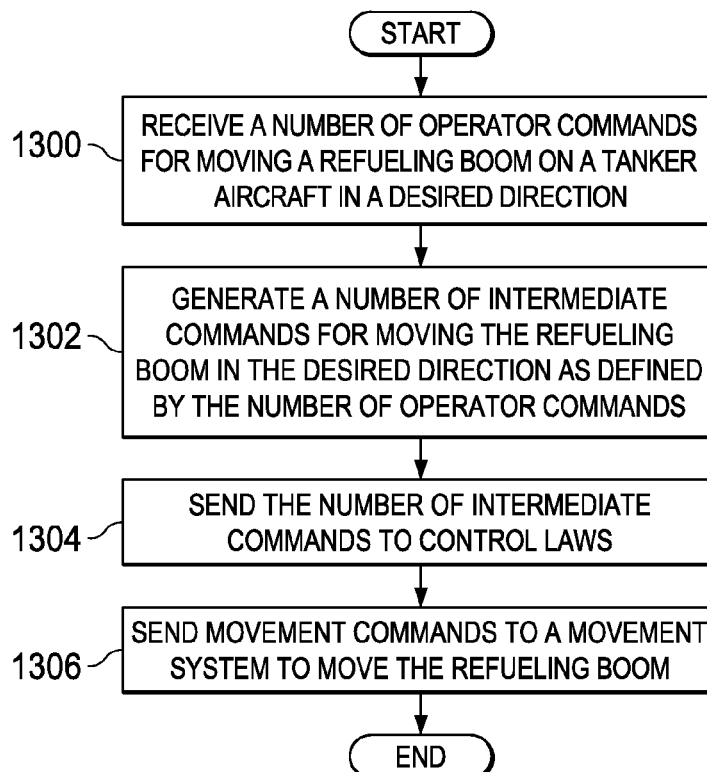 START
1300
RECEIVE A NUMBER OF OPERATOR COMMANDS
FOR MOVING A REFUELING BOOM ON A TANKER
AIRCRAFT IN A DESIRED DIRECTION
1302
GENERATE A NUMBER OF INTERMEDIATE
COMMANDS FOR MOVING THE REFUELING
BOOM IN THE DESIRED DIRECTION AS DEFINED
BY THE NUMBER OF OPERATOR COMMANDS
1304
SEND THE NUMBER OF INTERMEDIATE
COMMANDS TO CONTROL LAWS
1306
SEND MOVEMENT COMMANDS TO A MOVEMENT
SYSTEM TO MOVE THE REFUELING BOOM
END